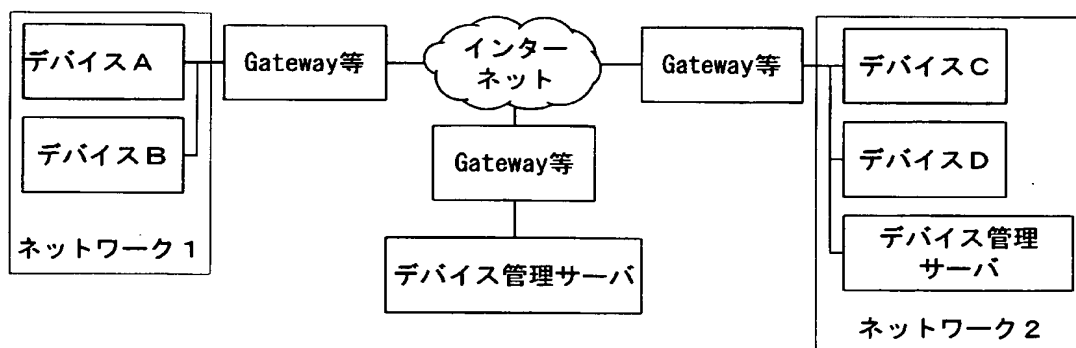 デバイスA
デバイスB
ネットワーク1
Gateway等
インター
ネット
Gateway等
デバイス管理サーバ
Gateway等
デバイスC
デバイスD
デバイス管理
サーバ
ネットワーク2